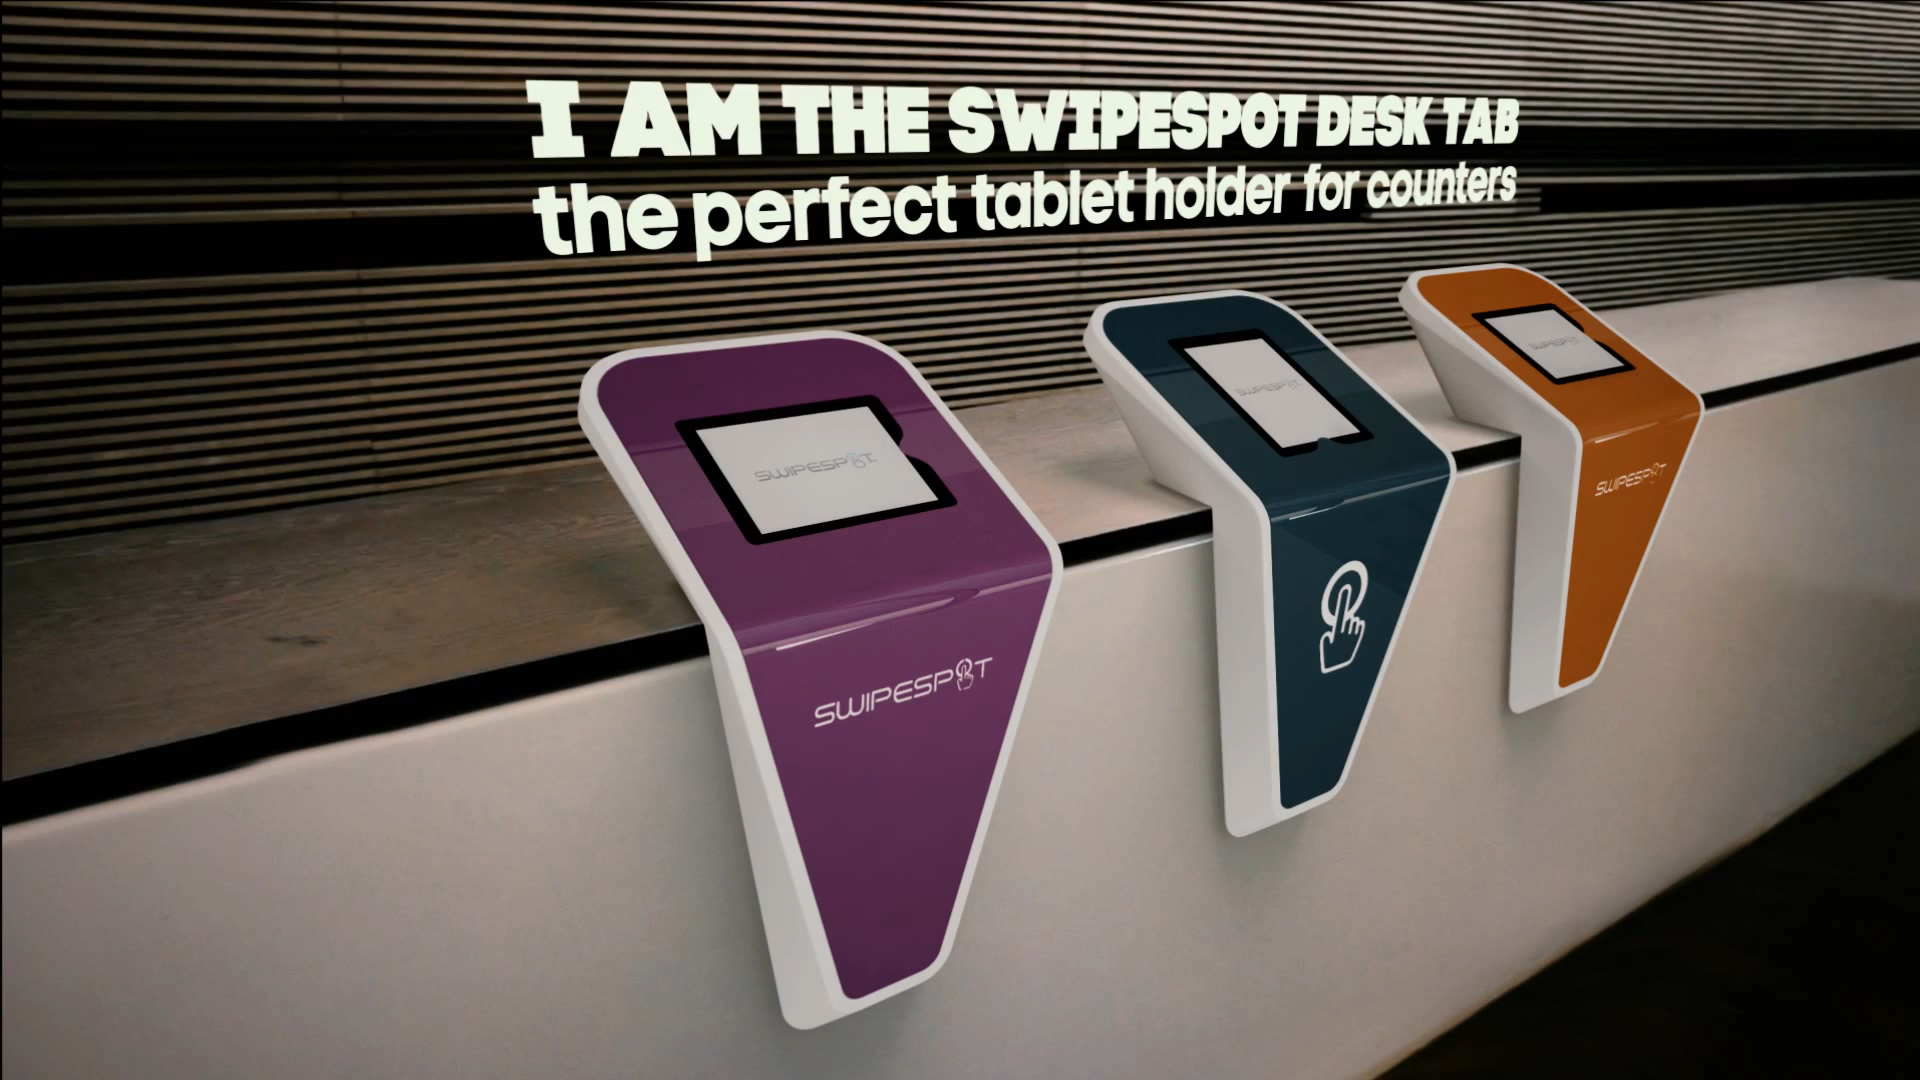 I AM THE SWIPESPOT DESK TAB
the perfect tablet holder for counters
SWIPESPOT
SWIPESPOT
SWIPESPOT
SWIPESPOT
SWIPESPOT